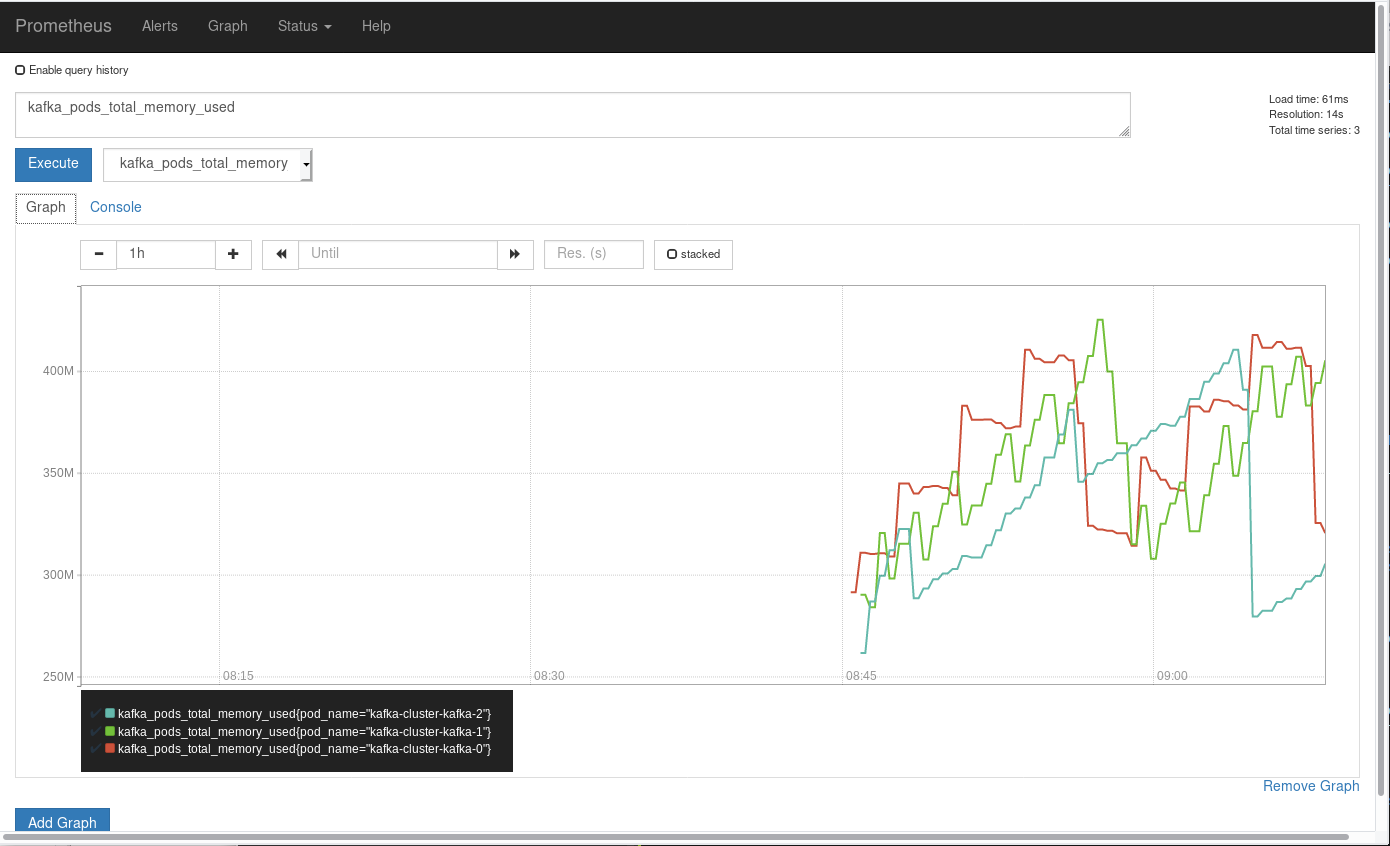 Prometheus Alerts Graph Status Help
Enable query history
kafka_pods_total_memory_used
Load time: 61ms
Resolution: 14s
Total time series: 3
Execute kafka_pods_total_memory
Graph Console
1h Until Res. (s) stacked
400M
350M
300M
250M
08:15 08:30 08:45 09:00
kafka_pods_total_memory_used{pod_name="kafka-cluster-kafka-2"}
kafka_pods_total_memory_used{pod_name="kafka-cluster-kafka-1"}
kafka_pods_total_memory_used{pod_name="kafka-cluster-kafka-0"}
Remove Graph
Add Graph